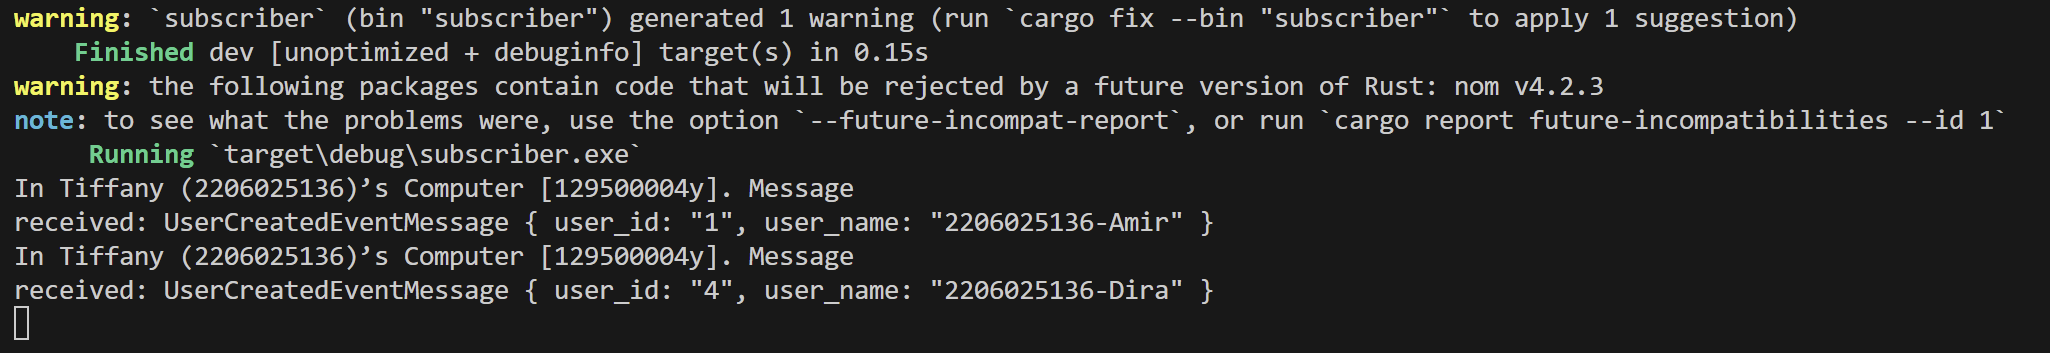 warning: `subscriber` (bin "subscriber") generated 1 warning (run `cargo fix --bin "subscriber"` to apply 1 suggestion)
    Finished dev [unoptimized + debuginfo] target(s) in 0.15s
warning: the following packages contain code that will be rejected by a future version of Rust: nom v4.2.3
note: to see what the problems were, use the option `--future-incompat-report`, or run `cargo report future-incompatibilities --id 1`
     Running `target\debug\subscriber.exe`
In Tiffany (2206025136)’s Computer [129500004y]. Message
received: UserCreatedEventMessage { user_id: "1", user_name: "2206025136-Amir" }
In Tiffany (2206025136)’s Computer [129500004y]. Message
received: UserCreatedEventMessage { user_id: "4", user_name: "2206025136-Dira" }